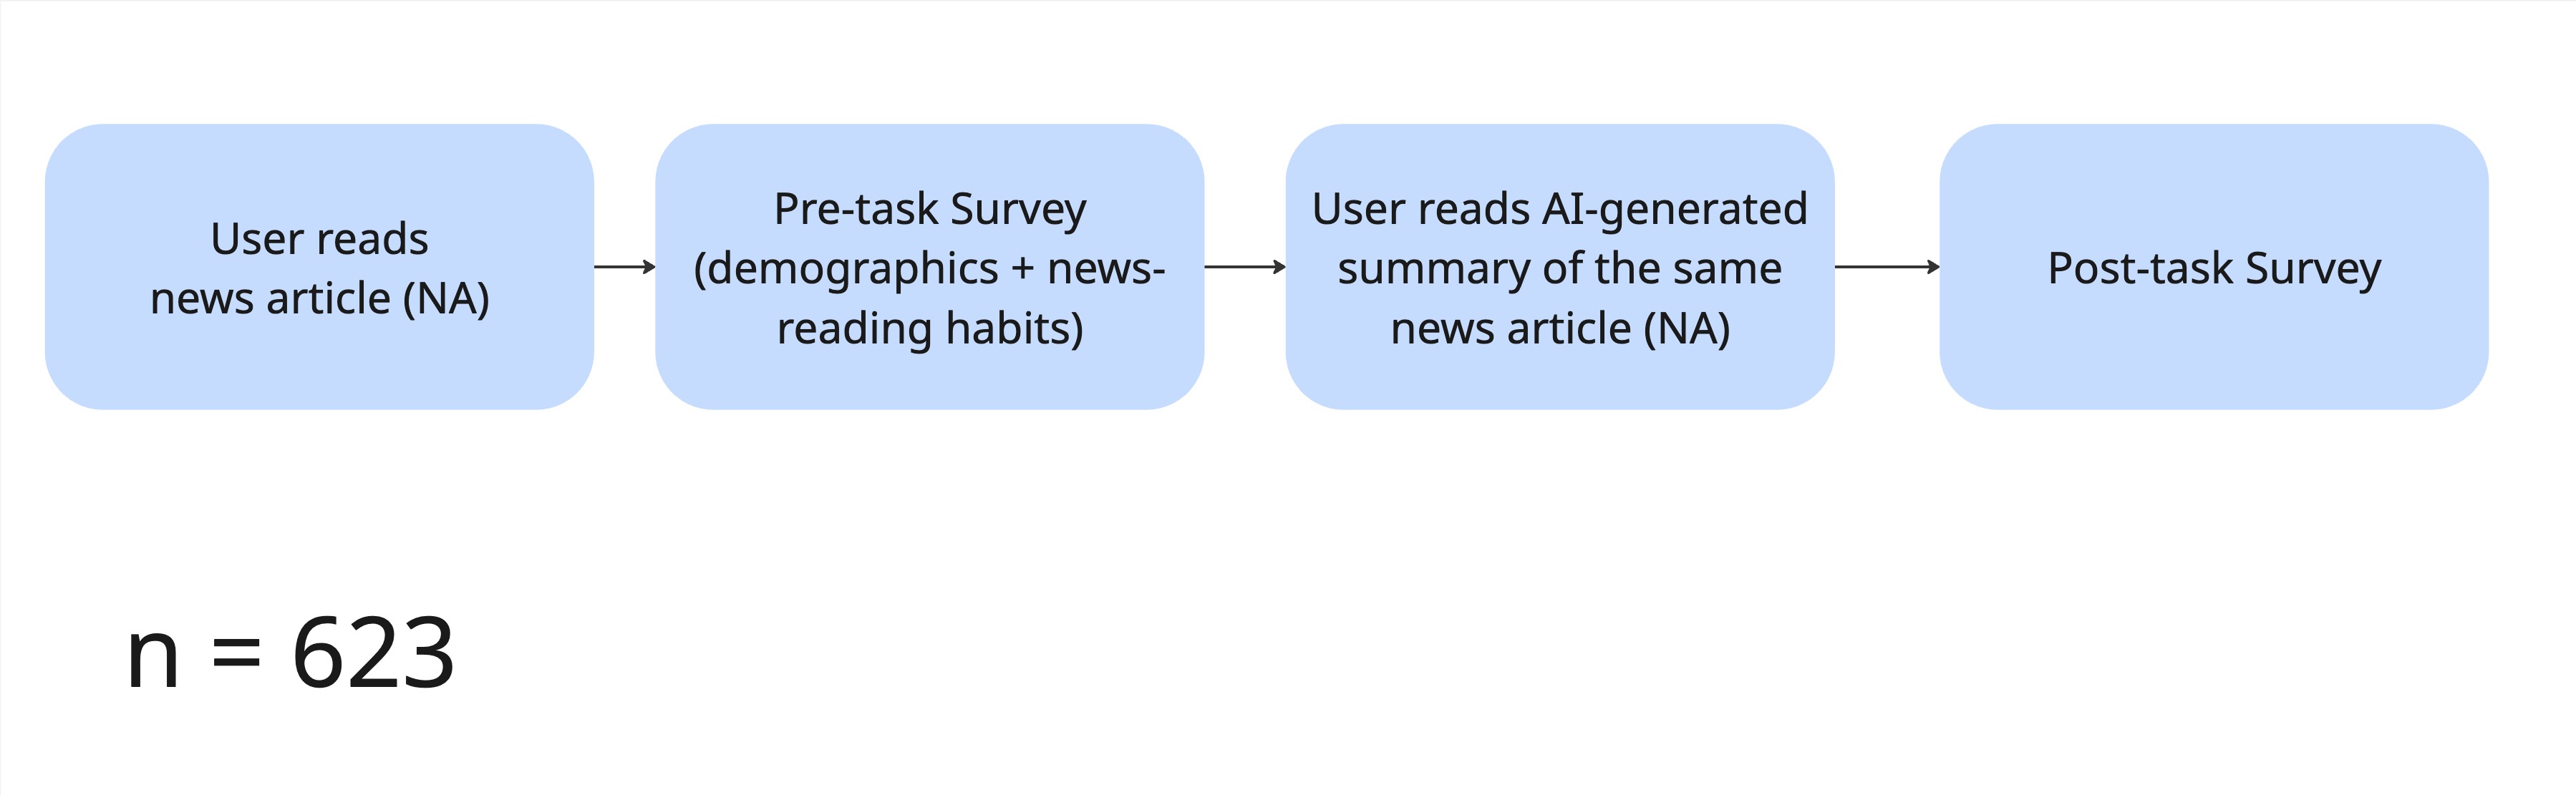 User reads
news article (NA)
Pre-task Survey
(demographics + news-
reading habits)
User reads AI-generated
summary of the same
news article (NA)
Post-task Survey
n = 623